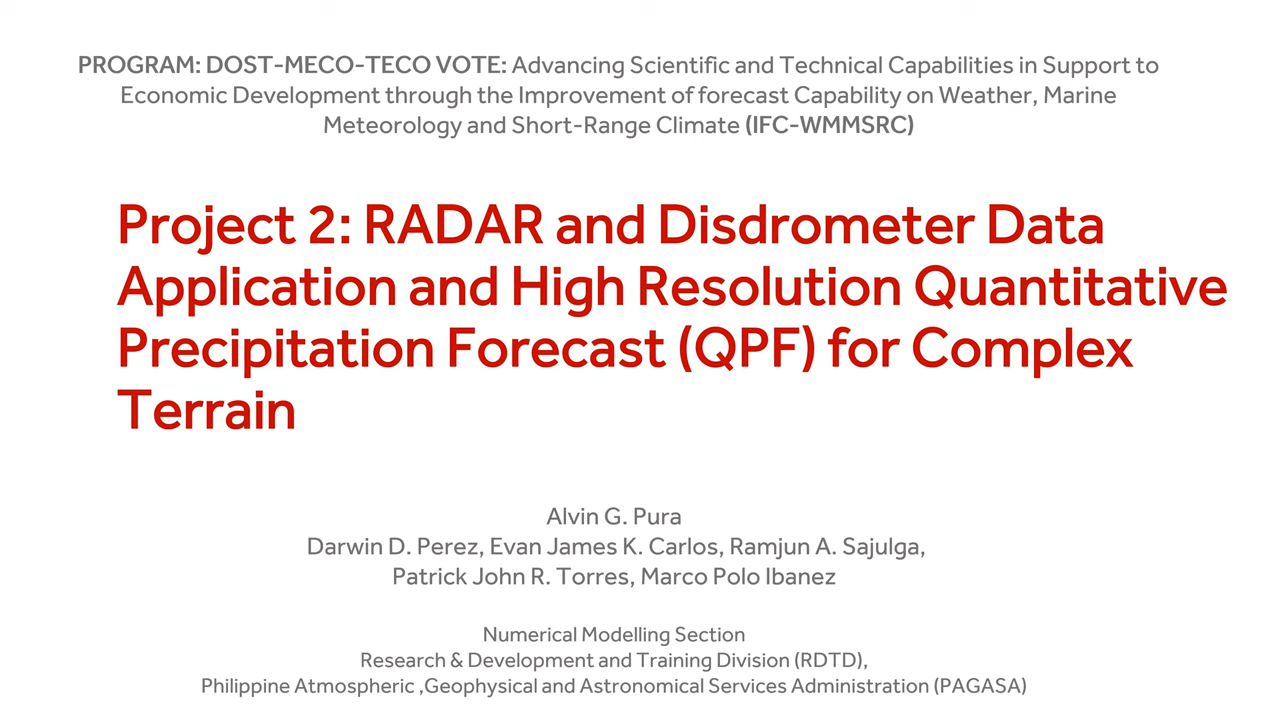 PROGRAM: DOST-MECO-TECO VOTE: Advancing Scientific and Technical Capabilities in Support to
Economic Development through the Improvement of forecast Capability on Weather, Marine
Meteorology and Short-Range Climate (IFC-WMMSRC)
Project 2: RADAR and Disdrometer Data
Application and High Resolution Quantitative
Precipitation Forecast (QPF) for Complex
Terrain
Alvin G. Pura
Darwin D. Perez, Evan James K. Carlos, Ramjun A. Sajulga,
Patrick John R. Torres, Marco Polo Ibanez
Numerical Modelling Section
Research & Development and Training Division (RDTD),
Philippine Atmospheric ,Geophysical and Astronomical Services Administration (PAGASA)